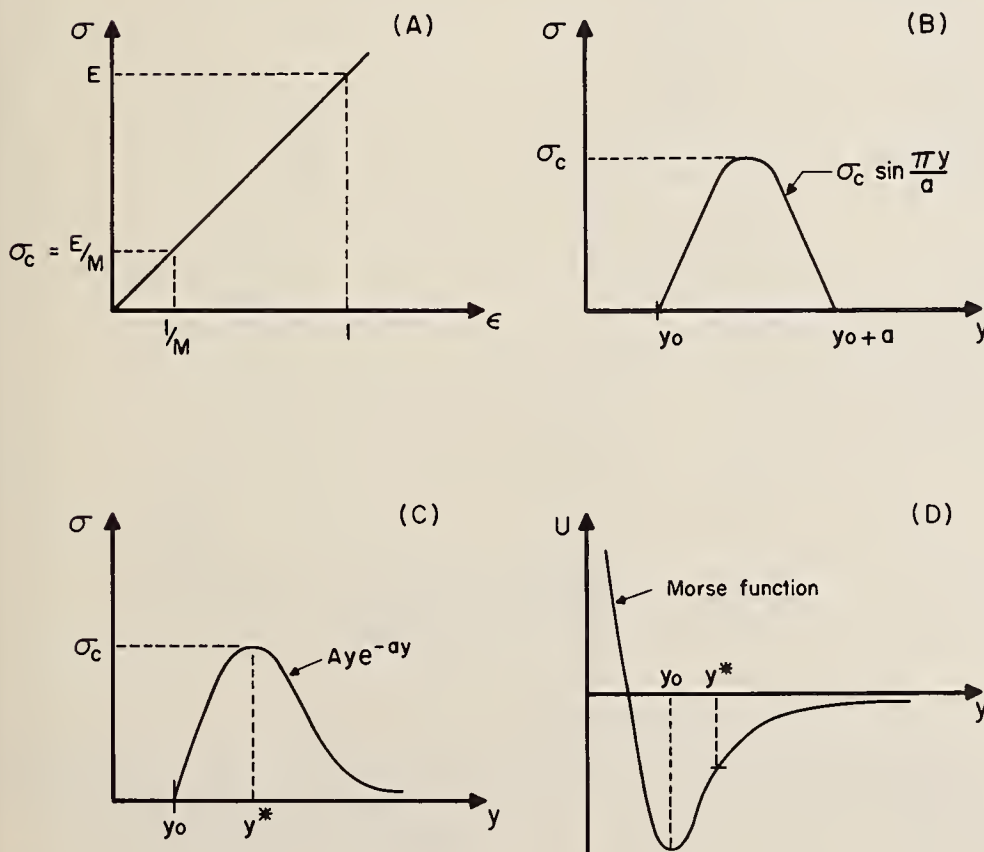 (A)
σ
E
σc = E/M
1/M
1
ϵ
(B)
σ
σc
σc sin πy/a
yo
yo + a
y
(C)
σ
σc
Aye^-ay
yo
y*
y
(D)
U
Morse function
yo
y*
y